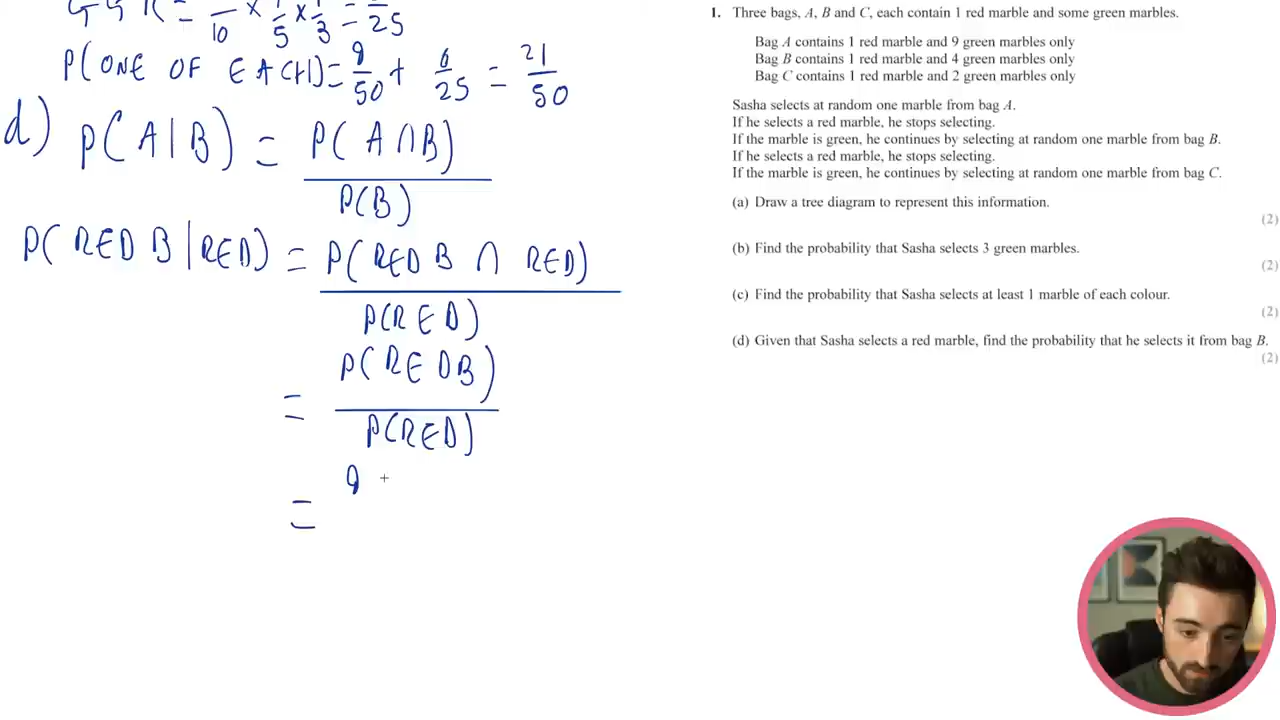 10 × 1/5 × 1/3 = 25
P(ONE OF EACH) = 9/50 + 6/25 = 21/50
d) P(A|B) = P(A∩B)
P(B)
P(RED B|RED) = P(RED B ∩ RED)
P(RED)
= P(RED B)
P(RED)
= 9
1. Three bags, A, B and C, each contain 1 red marble and some green marbles.
Bag A contains 1 red marble and 9 green marbles only
Bag B contains 1 red marble and 4 green marbles only
Bag C contains 1 red marble and 2 green marbles only
Sasha selects at random one marble from bag A.
If he selects a red marble, he stops selecting.
If the marble is green, he continues by selecting at random one marble from bag B.
If he selects a red marble, he stops selecting.
If the marble is green, he continues by selecting at random one marble from bag C.
(a) Draw a tree diagram to represent this information.
(2)
(b) Find the probability that Sasha selects 3 green marbles.
(2)
(c) Find the probability that Sasha selects at least 1 marble of each colour.
(2)
(d) Given that Sasha selects a red marble, find the probability that he selects it from bag B.
(2)